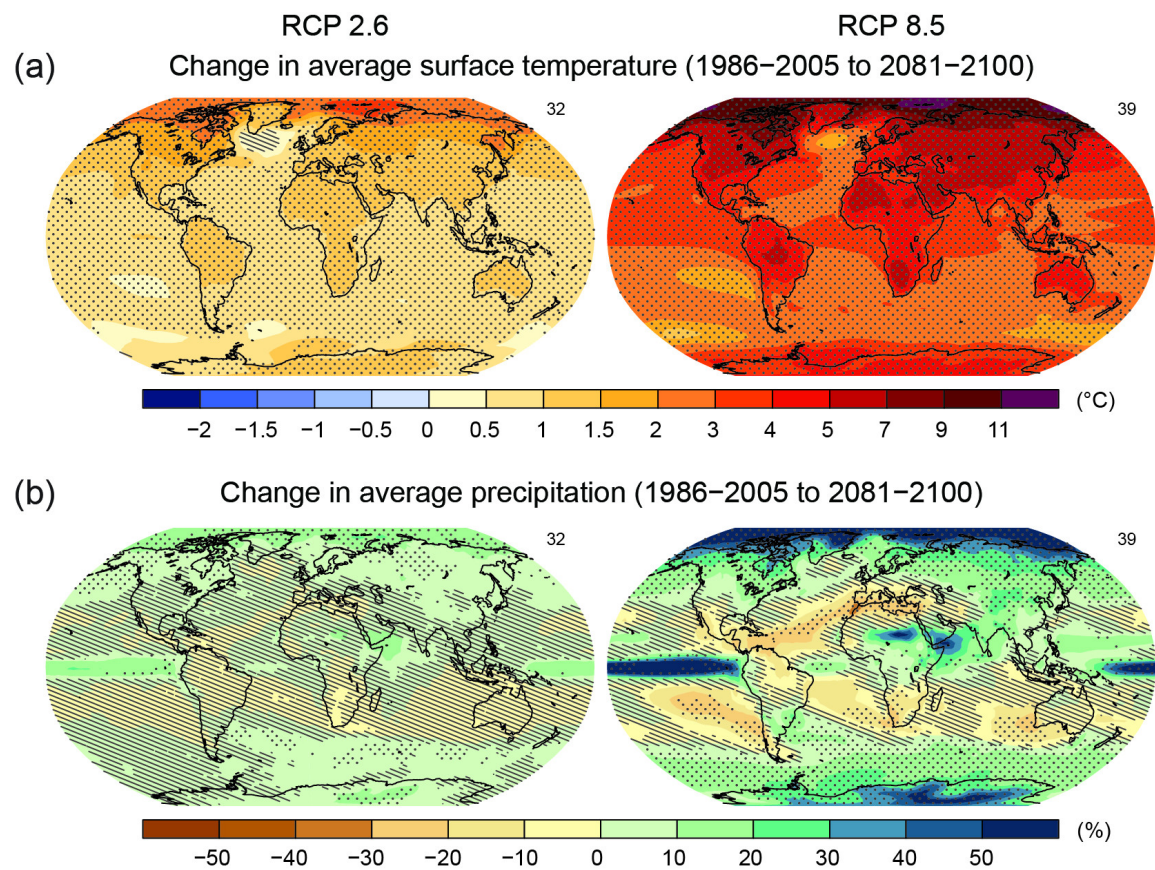 RCP 2.6 RCP 8.5
(a) Change in average surface temperature (1986−2005 to 2081−2100)
32 39
−2 −1.5 −1 −0.5 0 0.5 1 1.5 2 3 4 5 7 9 11 (°C)
(b) Change in average precipitation (1986−2005 to 2081−2100)
32 39
−50 −40 −30 −20 −10 0 10 20 30 40 50 (%)